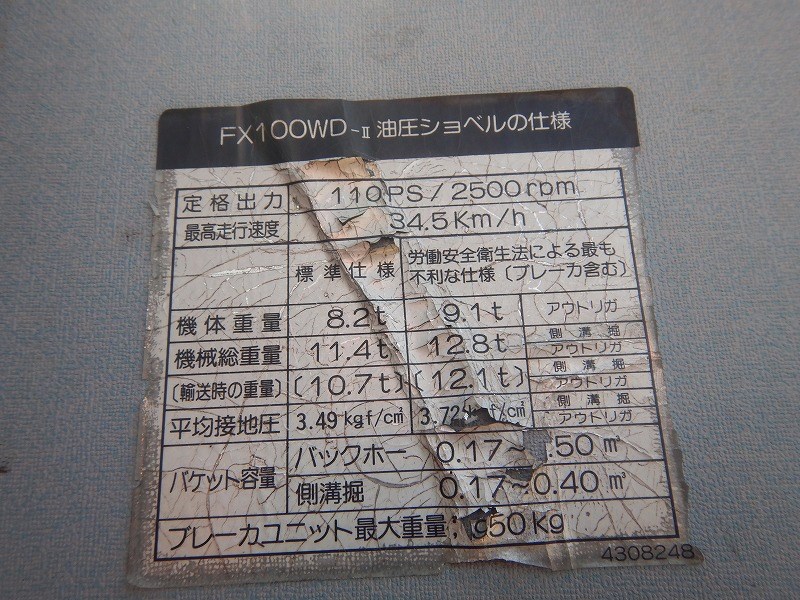 FX100WD-Ⅱ 油圧ショベルの仕様
定格出力 110PS/2500rpm
最高走行速度 34.5Km/h
標準仕様 労働安全衛生法による最も
不利な仕様〔ブレーカ含む〕
機体重量 8.2t 9.1t アウトリガ
側溝掘
機械総重量 11.4t 12.8t アウトリガ
側溝掘
〔輸送時の重量〕 〔10.7t〕 〔12.1t〕 アウトリガ
側溝掘
平均接地圧 3.49kgf/c㎡ 3.72kgf/c㎡ アウトリガ
バケット容量 バックホー 0.17~ .50㎥
側溝掘 0.17~0.40㎥
ブレーカユニット最大重量; 50kg
4308248